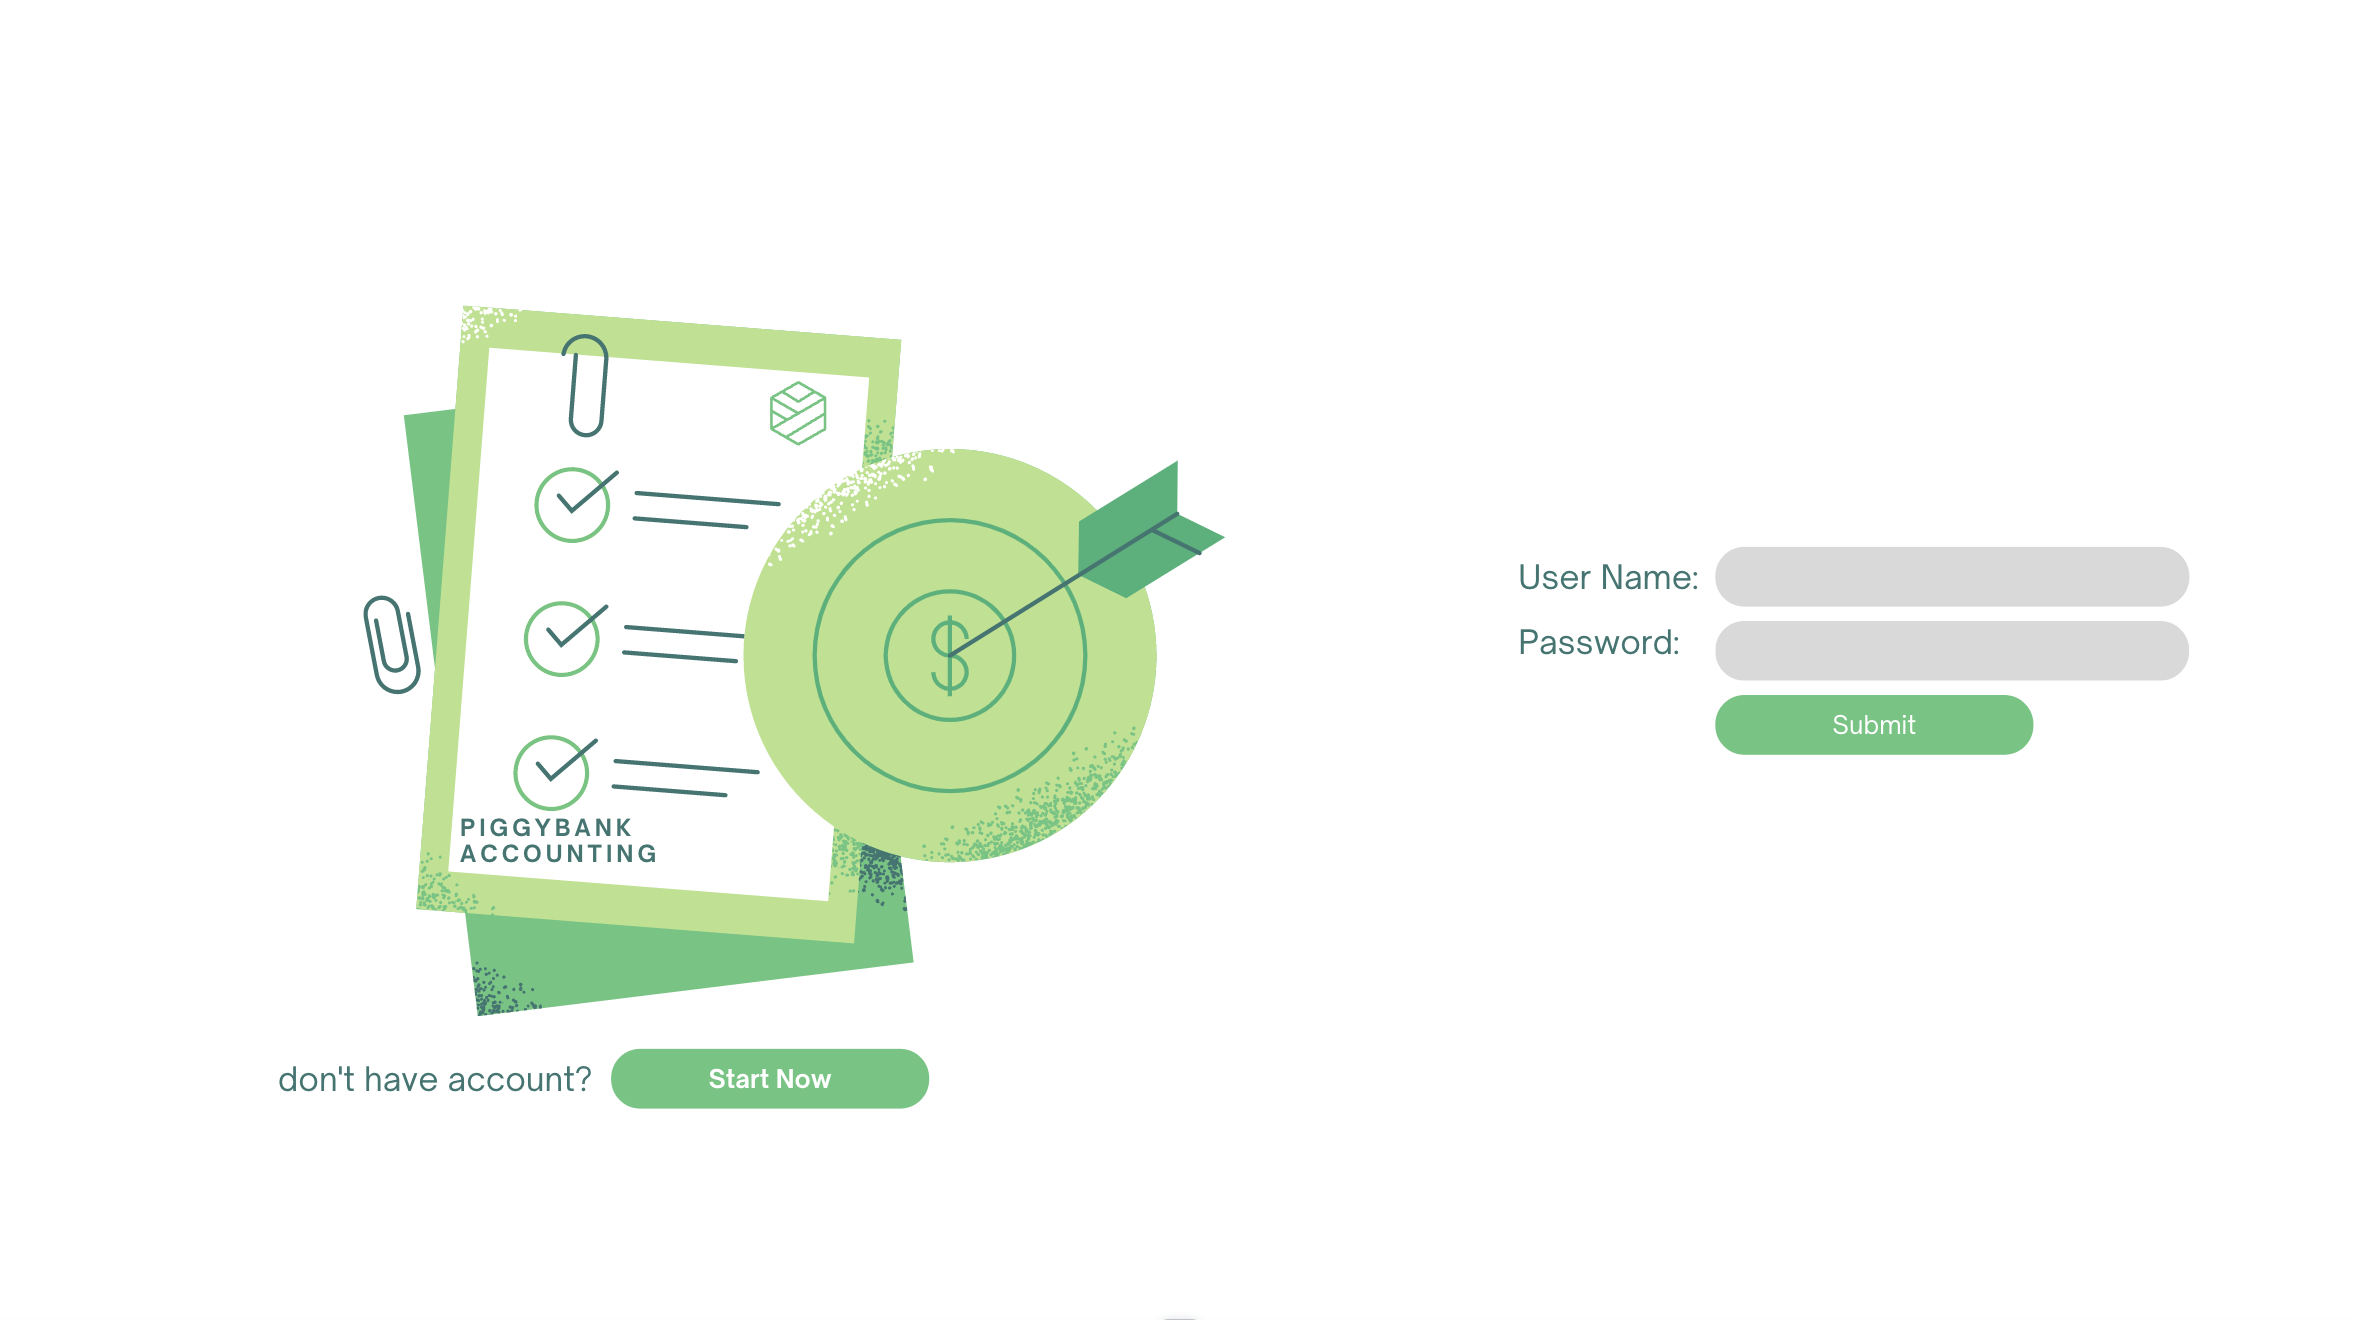 PIGGYBANK
ACCOUNTING
$
don't have account?
Start Now
User Name:
Password:
Submit